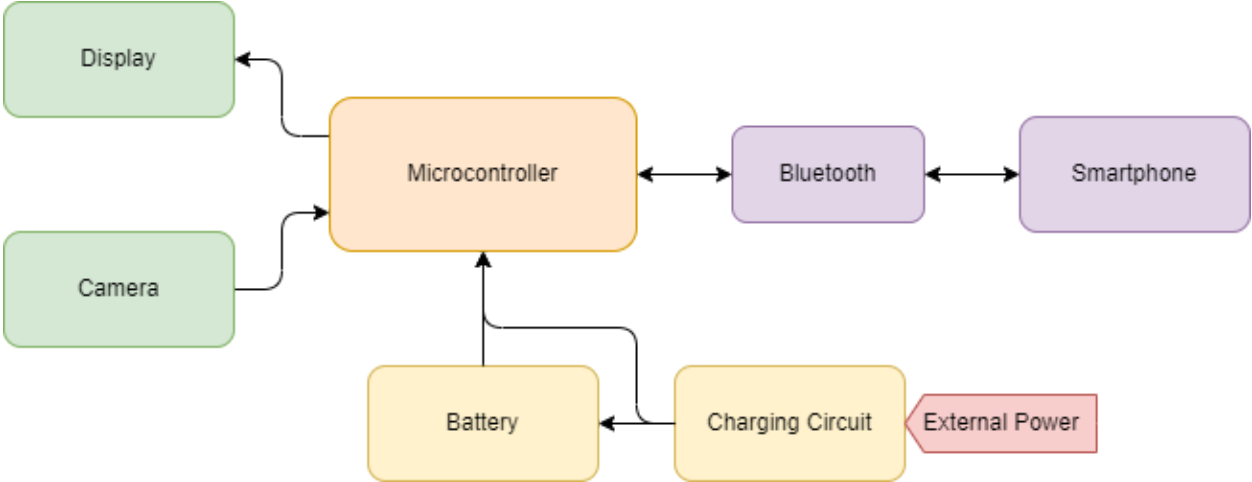 Display
Microcontroller
Bluetooth
Smartphone
Camera
Battery
Charging Circuit
External Power